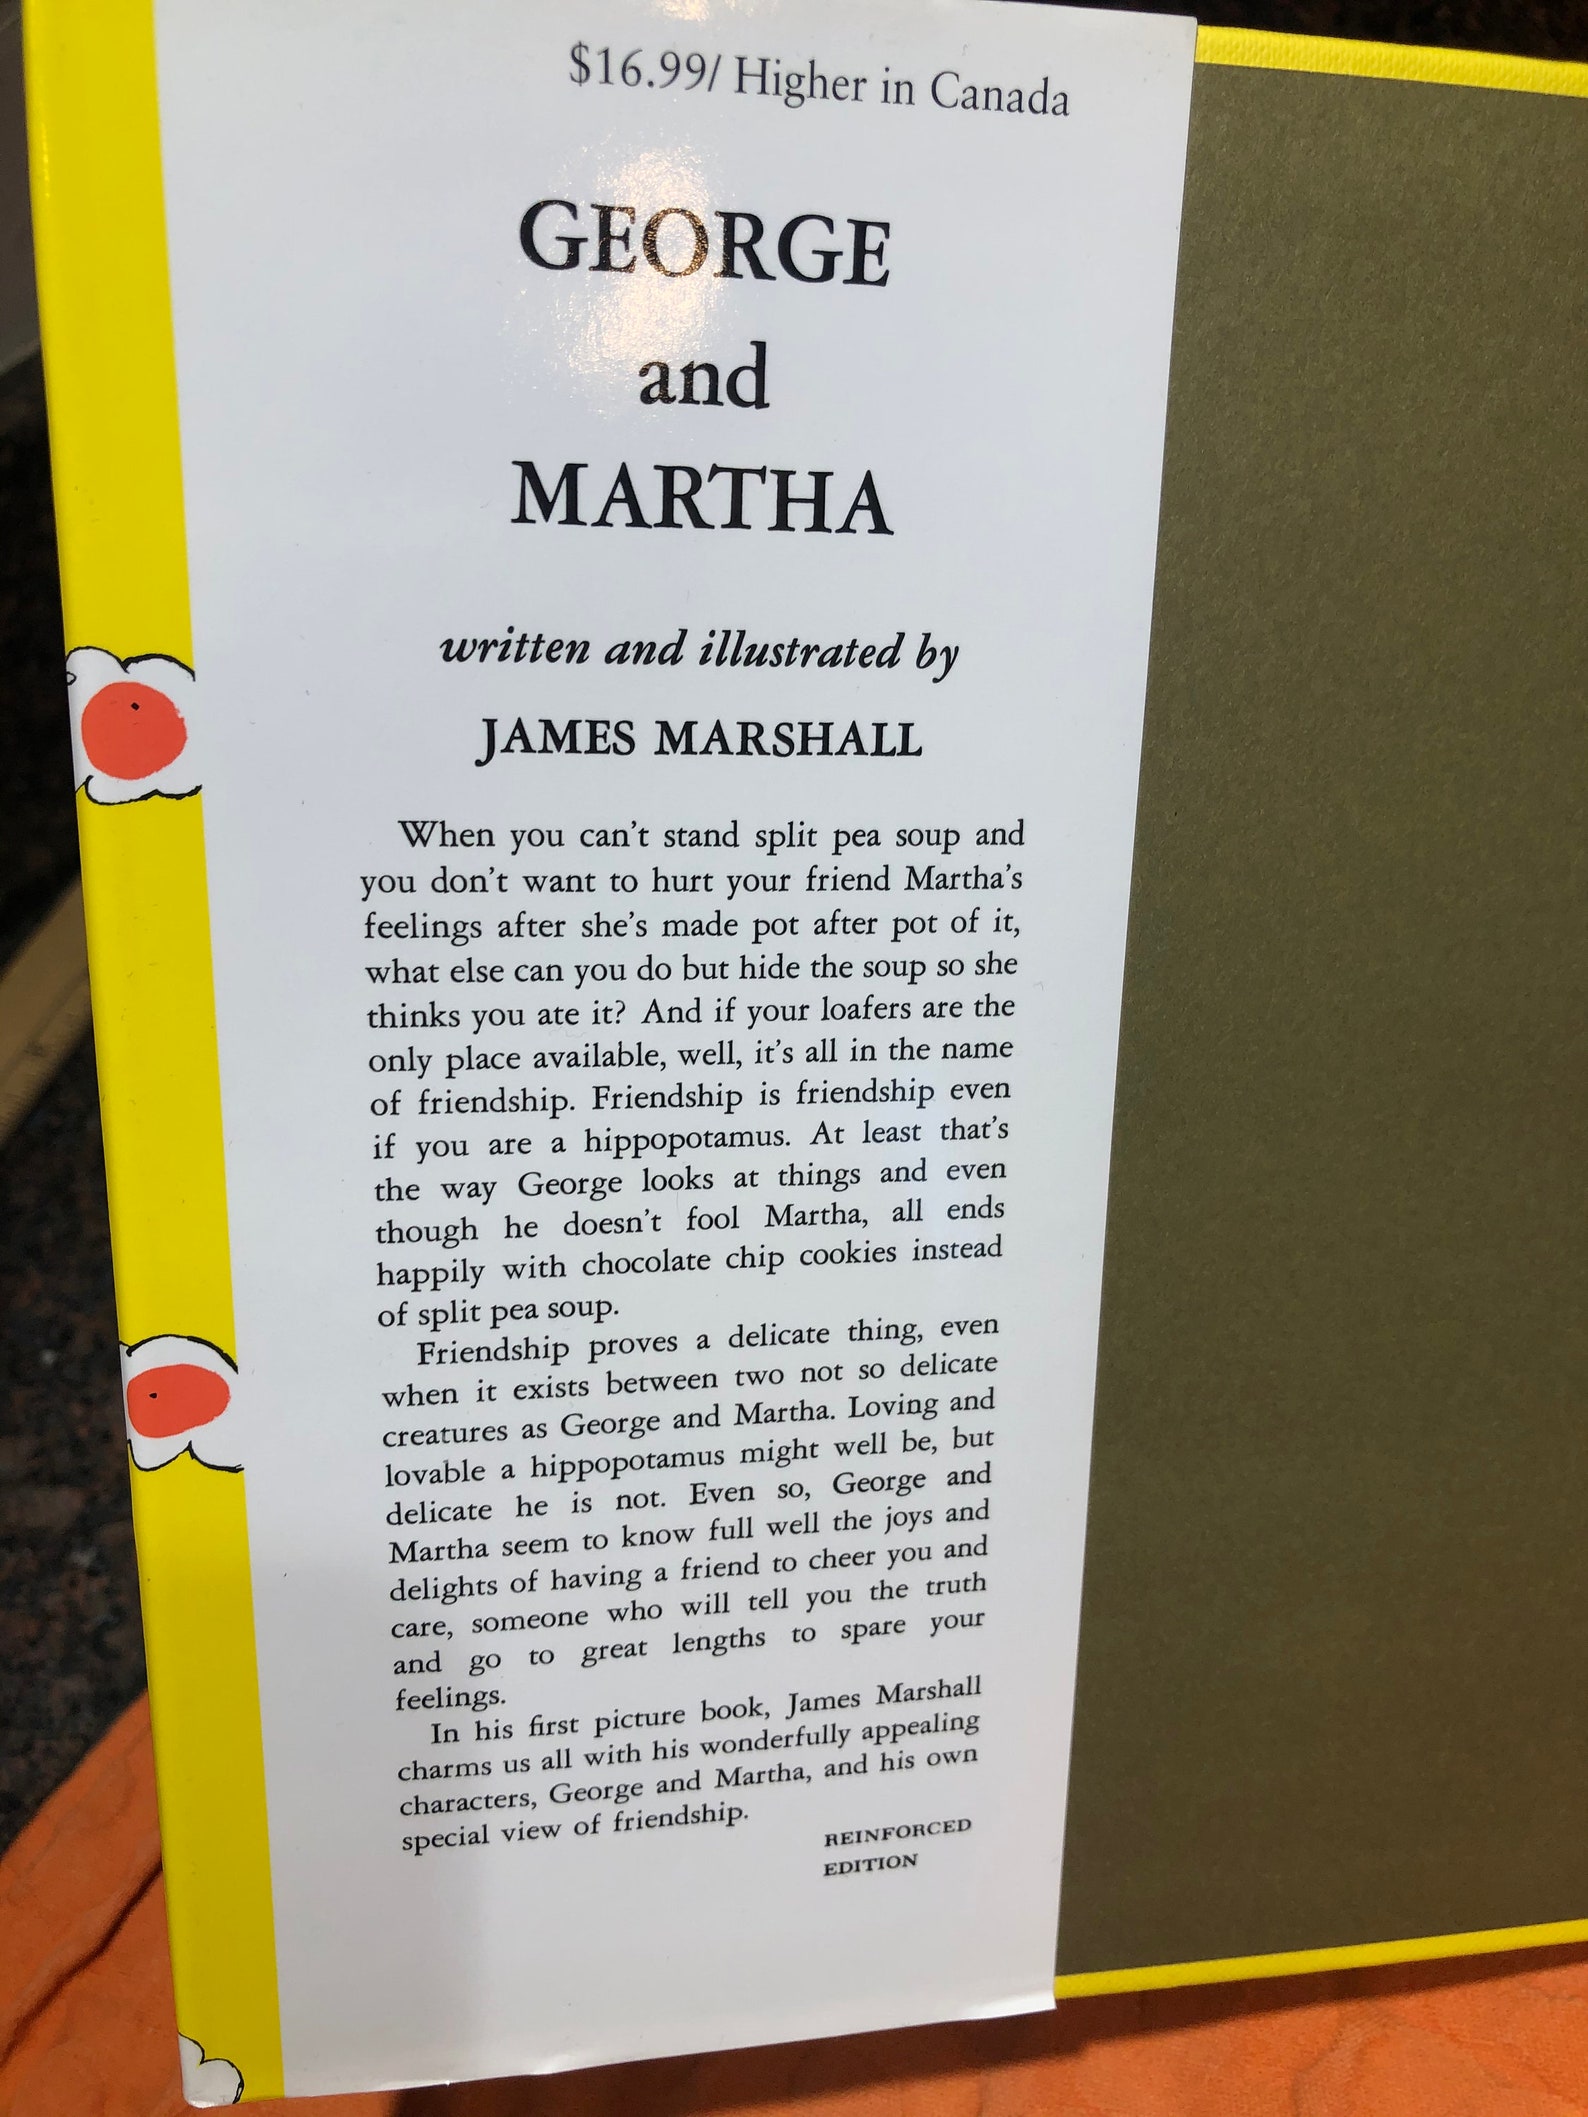 $16.99/ Higher in Canada
GEORGE
and
MARTHA
written and illustrated by
JAMES MARSHALL
When you can't stand split pea soup and
you don't want to hurt your friend Martha's
feelings after she's made pot after pot of it,
what else can you do but hide the soup so she
thinks you ate it? And if your loafers are the
only place available, well, it's all in the name
of friendship. Friendship is friendship even
if you are a hippopotamus. At least that's
the way George looks at things and even
though he doesn't fool Martha, all ends
happily with chocolate chip cookies instead
of split pea soup.
Friendship proves a delicate thing, even
when it exists between two not so delicate
creatures as George and Martha. Loving and
lovable a hippopotamus might well be, but
delicate he is not. Even so, George and
Martha seem to know full well the joys and
delights of having a friend to cheer you and
care, someone who will tell you the truth
and go to great lengths to spare your
feelings.
In his first picture book, James Marshall
charms us all with his wonderfully appealing
characters, George and Martha, and his own
special view of friendship.
REINFORCED
EDITION